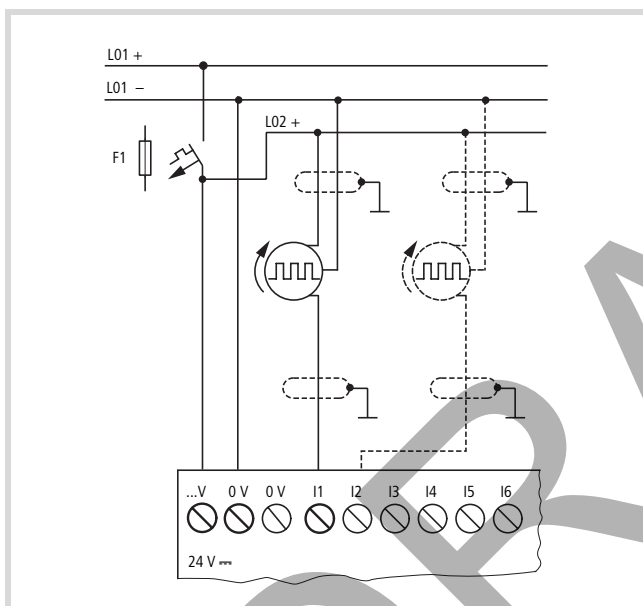 L01 +
L01 −
L02 +
F1
...V 0 V 0 V I1 I2 I3 I4 I5 I6
24 V ⎓